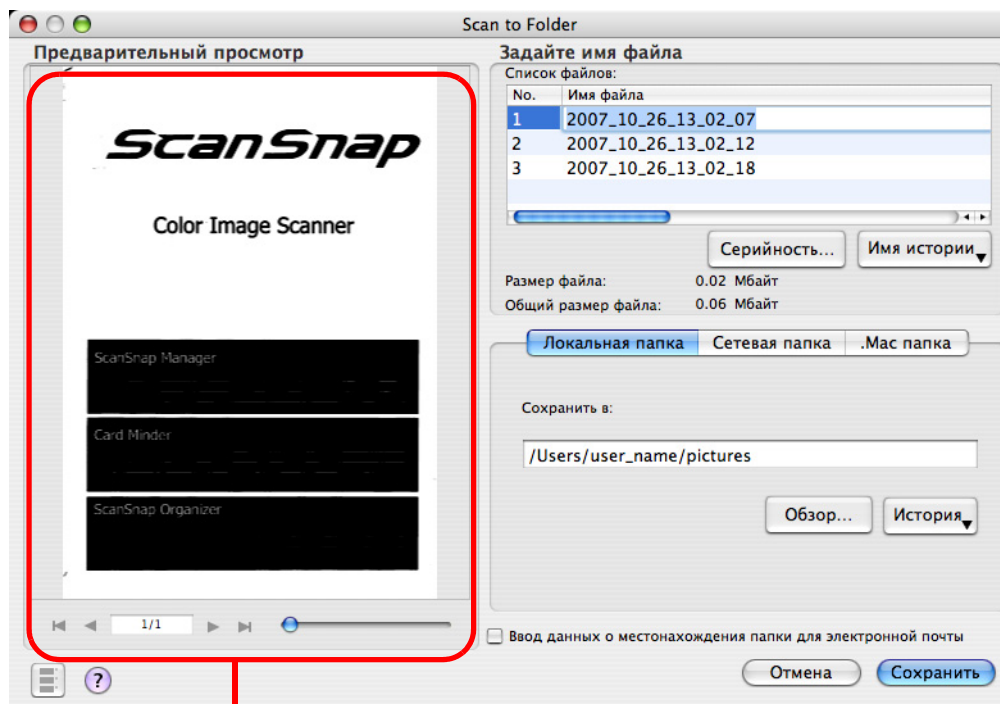 Scan to Folder
Предварительный просмотр
ScanSnap
Color Image Scanner
ScanSnap Manager
Card Minder
ScanSnap Organizer
1/1
?
Задайте имя файла
Список файлов:
No. Имя файла
1 2007_10_26_13_02_07
2 2007_10_26_13_02_12
3 2007_10_26_13_02_18
Серийность... Имя истории
Размер файла: 0.02 Мбайт
Общий размер файла: 0.06 Мбайт
Локальная папка Сетевая папка .Mac папка
Сохранить в:
/Users/user_name/pictures
Обзор... История
Ввод данных о местонахождения папки для электронной почты
Отмена Сохранить